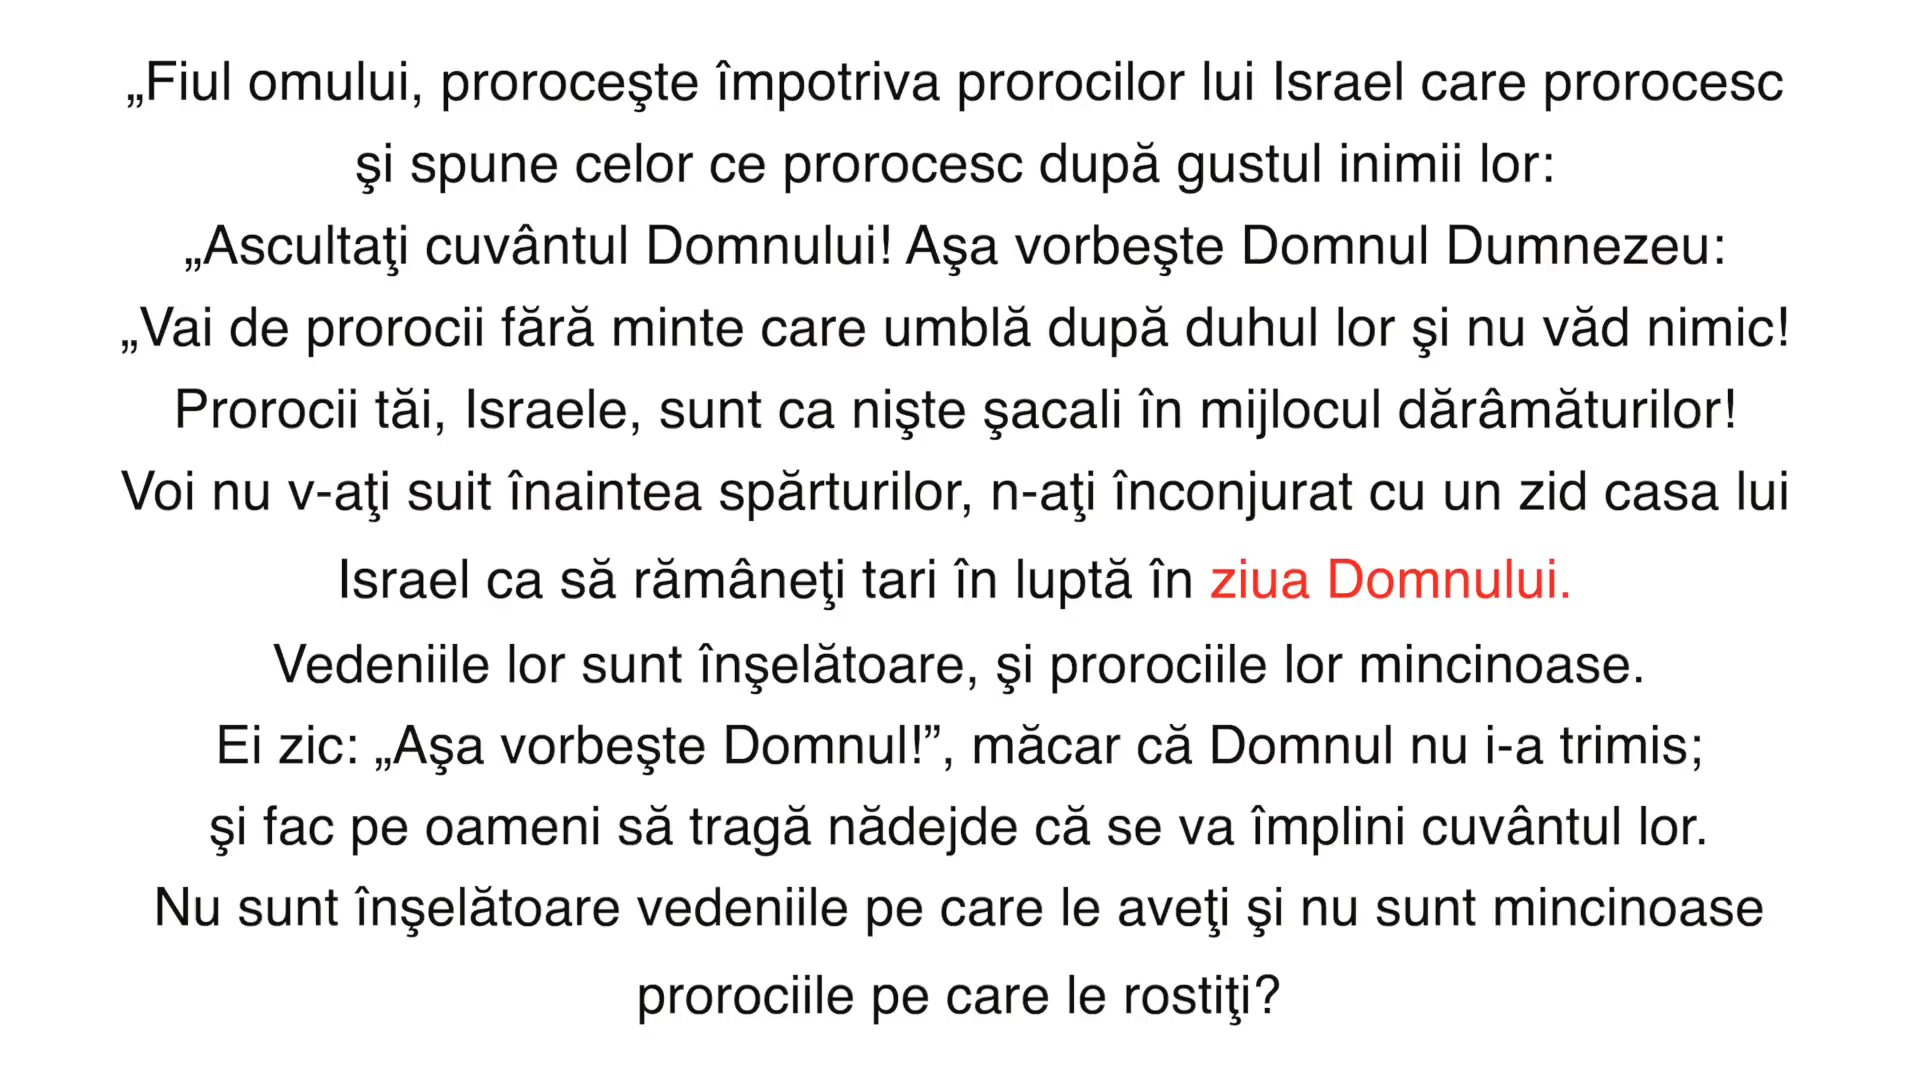 „Fiul omului, proroceşte împotriva prorocilor lui Israel care prorocesc
şi spune celor ce prorocesc după gustul inimii lor:
„Ascultaţi cuvântul Domnului! Aşa vorbeşte Domnul Dumnezeu:
„Vai de prorocii fără minte care umblă după duhul lor şi nu văd nimic!
Prorocii tăi, Israele, sunt ca nişte şacali în mijlocul dărâmăturilor!
Voi nu v-aţi suit înaintea spărturilor, n-aţi înconjurat cu un zid casa lui
Israel ca să rămâneţi tari în luptă în ziua Domnului.
Vedeniile lor sunt înşelătoare, şi prorociile lor mincinoase.
Ei zic: „Aşa vorbeşte Domnul!”, măcar că Domnul nu i-a trimis;
şi fac pe oameni să tragă nădejde că se va împlini cuvântul lor.
Nu sunt înşelătoare vedeniile pe care le aveţi şi nu sunt mincinoase
prorociile pe care le rostiţi?